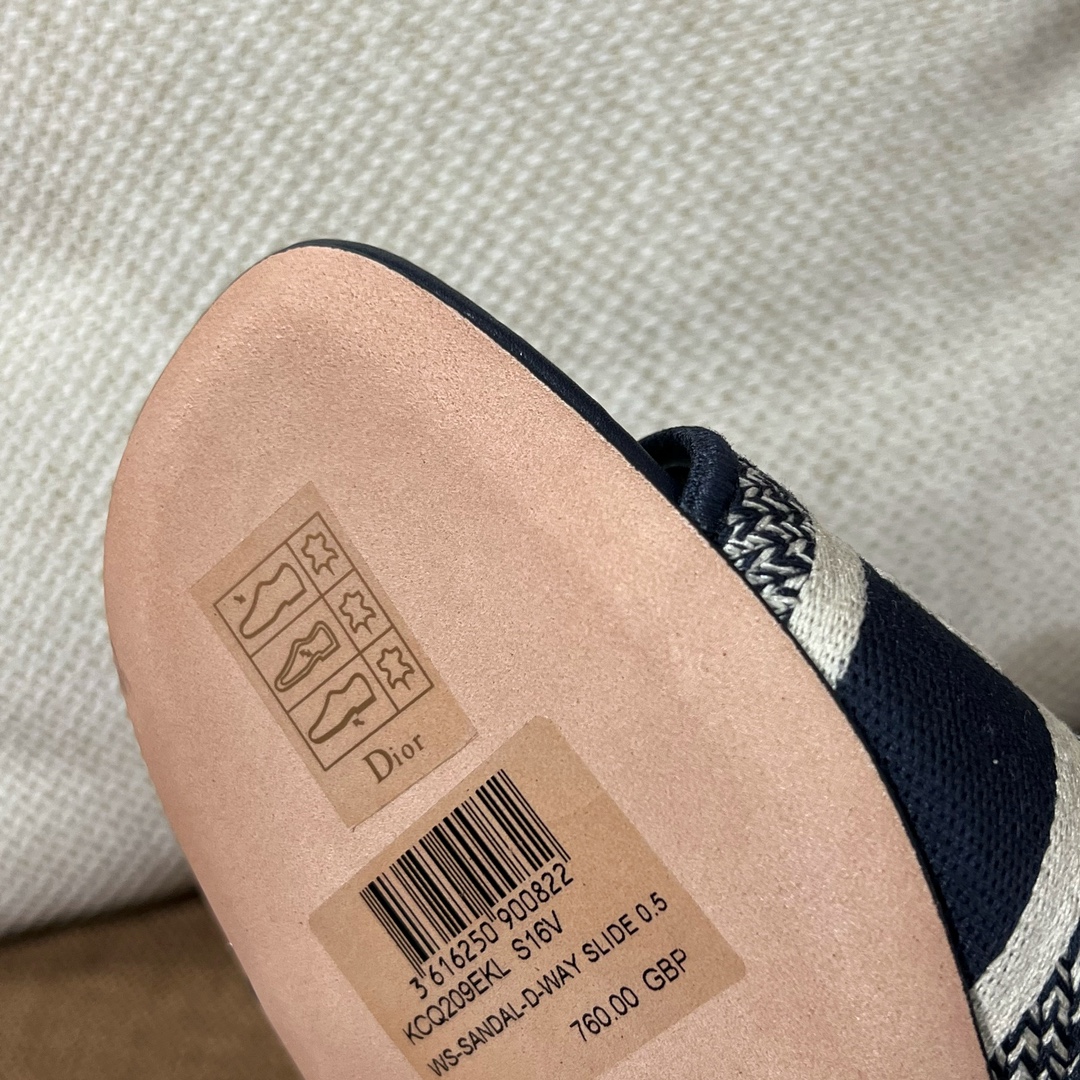 Dior
3 616250 900822
KCQ209EKL S16V
WS-SANDAL-D-WAY SLIDE 0.5
760.00 GBP